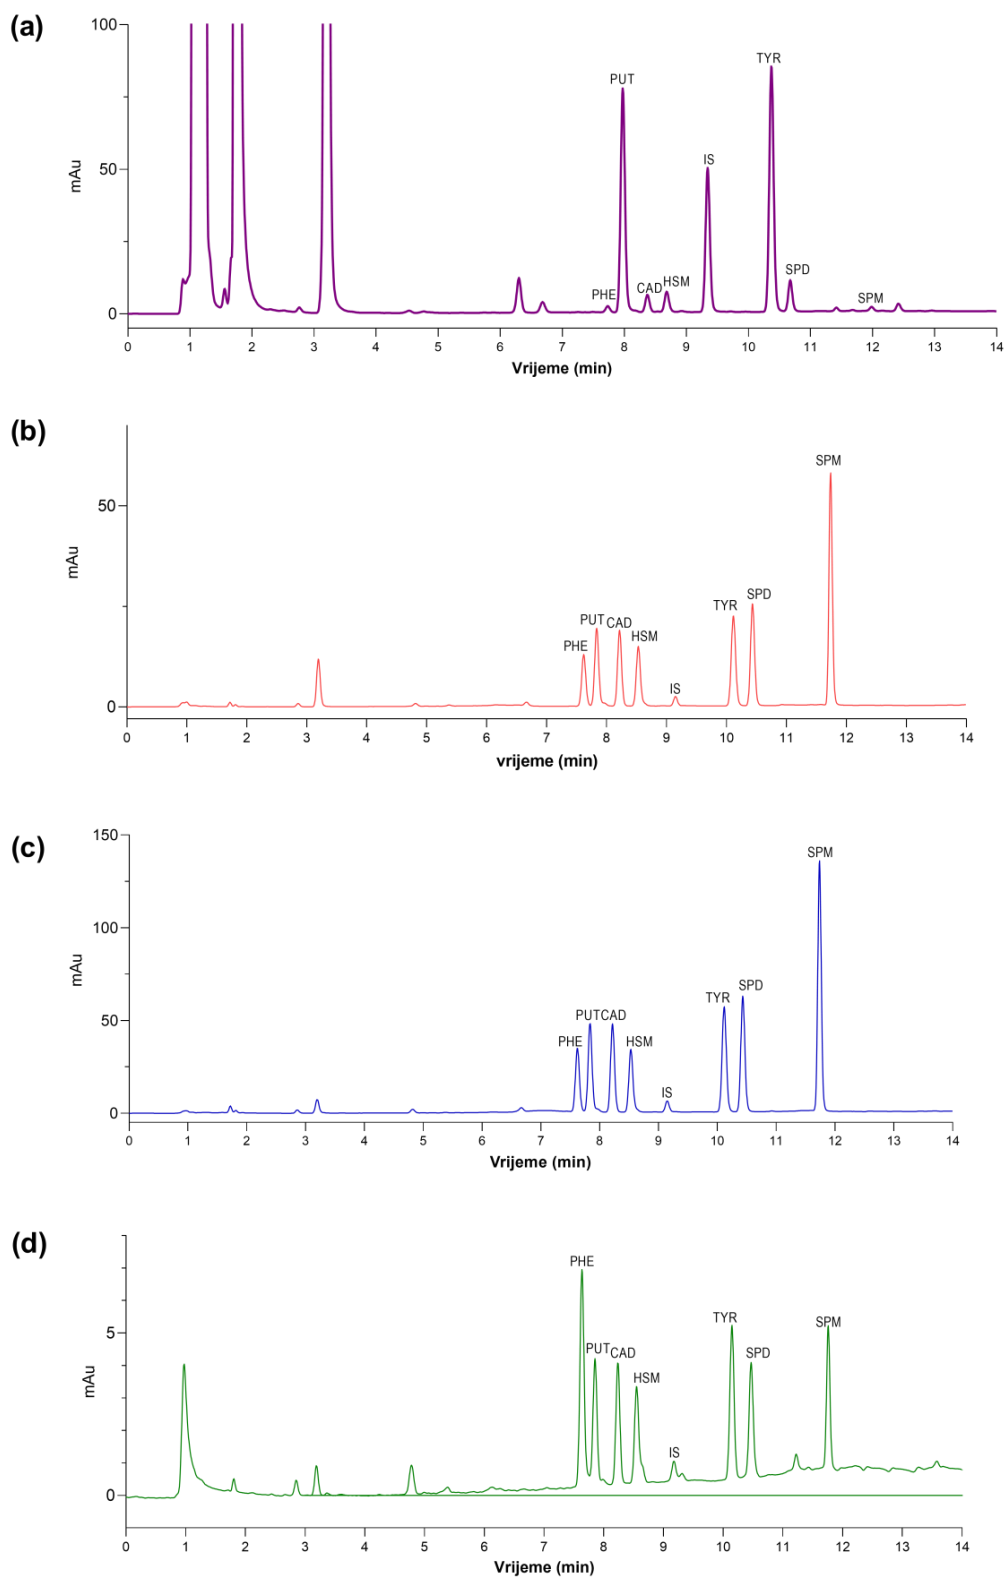 (a)
100
50
0
mAu
PHE
PUT
CAD
HSM
IS
TYR
SPD
SPM
0 1 2 3 4 5 6 7 8 9 10 11 12 13 14
Vrijeme (min)
(b)
50
0
mAu
PHE
PUT
CAD
HSM
IS
TYR
SPD
SPM
0 1 2 3 4 5 6 7 8 9 10 11 12 13 14
vrijeme (min)
(c)
150
100
50
0
mAu
PHE
PUT
CAD
HSM
IS
TYR
SPD
SPM
0 1 2 3 4 5 6 7 8 9 10 11 12 13 14
Vrijeme (min)
(d)
5
0
mAu
PHE
PUT
CAD
HSM
IS
TYR
SPD
SPM
0 1 2 3 4 5 6 7 8 9 10 11 12 13 14
Vrijeme (min)